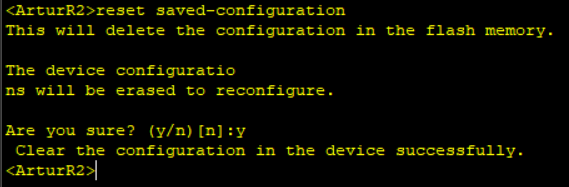 <ArturR2>reset saved-configuration
This will delete the configuration in the flash memory.
The device configuratio
ns will be erased to reconfigure.
Are you sure? (y/n)[n]:y
Clear the configuration in the device successfully.
<ArturR2>